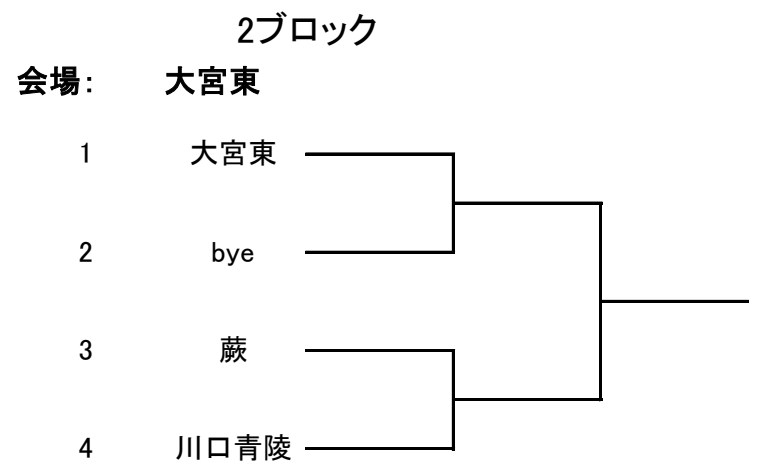 2ブロック
会場： 大宮東
1 大宮東
2 bye
3 蕨
4 川口青陵